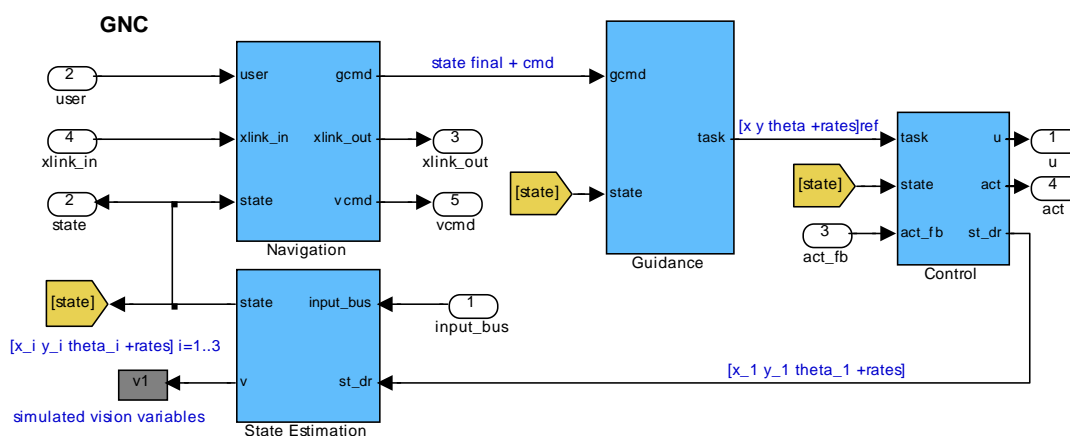 GNC
2
user
4
xlink_in
2
state
user
xlink_in
state
gcmd
xlink_out
vcmd
Navigation
state final + cmd
3
xlink_out
5
vcmd
gcmd
state
task
Guidance
[state]
[x y theta +rates]ref
[state]
3
act_fb
task
state
act_fb
u
act
st_dr
Control
1
u
4
act
[state]
[x_i y_i theta_i +rates] i=1..3
v1
simulated vision variables
state
v
input_bus
st_dr
State Estimation
1
input_bus
[x_1 y_1 theta_1 +rates]